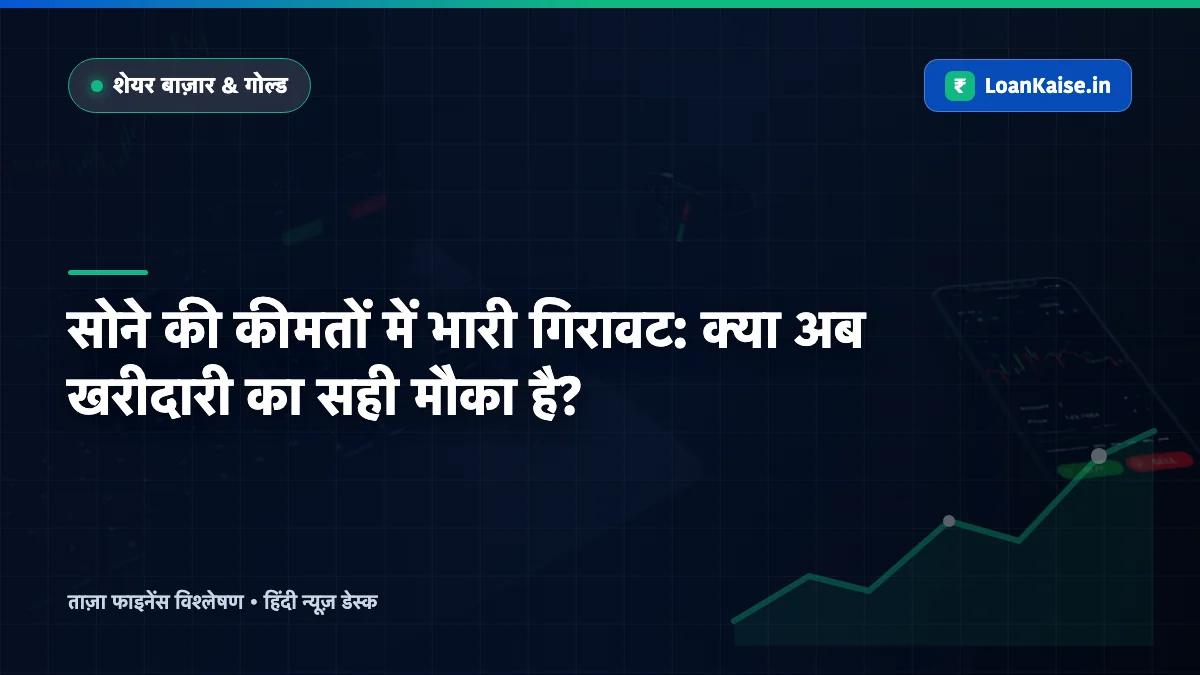 शेयर बाज़ार & गोल्ड
₹ LoanKaise.in
सोने की कीमतों में भारी गिरावट: क्या अब
खरीदारी का सही मौका है?
ताज़ा फाइनेंस विश्लेषण • हिंदी न्यूज़ डेस्क